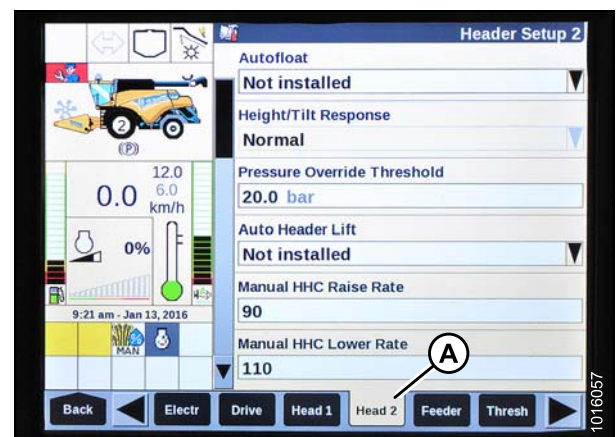 Header Setup 2
Autofloat
Not installed
Height/Tilt Response
Normal
Pressure Override Threshold
20.0 bar
Auto Header Lift
Not installed
Manual HHC Raise Rate
90
Manual HHC Lower Rate
110
2
(P)
12.0
0.0 6.0
km/h
0%
9:21 am - Jan 13, 2016
MAN
A
Back Electr Drive Head 1 Head 2 Feeder Thresh
1016057